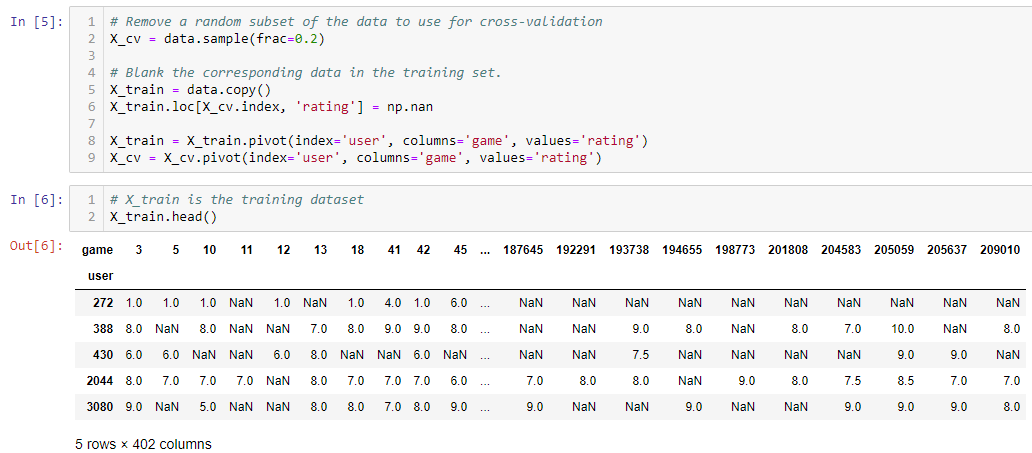 In [5]:
1 # Remove a random subset of the data to use for cross-validation
2 X_cv = data.sample(frac=0.2)
3
4 # Blank the corresponding data in the training set.
5 X_train = data.copy()
6 X_train.loc[X_cv.index, 'rating'] = np.nan
7
8 X_train = X_train.pivot(index='user', columns='game', values='rating')
9 X_cv = X_cv.pivot(index='user', columns='game', values='rating')
In [6]:
1 # X_train is the training dataset
2 X_train.head()
Out[6]:
game 3 5 10 11 12 13 18 41 42 45 ... 187645 192291 193738 194655 198773 201808 204583 205059 205637 209010
user
272 1.0 1.0 1.0 NaN 1.0 NaN 1.0 4.0 1.0 6.0 ... NaN NaN NaN NaN NaN NaN NaN NaN NaN NaN
388 8.0 NaN 8.0 NaN NaN 7.0 8.0 9.0 9.0 8.0 ... NaN NaN 9.0 8.0 NaN 8.0 7.0 10.0 NaN 8.0
430 6.0 6.0 NaN NaN 6.0 8.0 NaN NaN 6.0 NaN ... NaN NaN 7.5 NaN NaN NaN NaN 9.0 9.0 NaN
2044 8.0 7.0 7.0 7.0 NaN 8.0 7.0 7.0 7.0 6.0 ... 7.0 8.0 8.0 NaN 9.0 8.0 7.5 8.5 7.0 7.0
3080 9.0 NaN 5.0 NaN NaN 8.0 8.0 7.0 8.0 9.0 ... 9.0 NaN NaN 9.0 NaN NaN 9.0 9.0 9.0 8.0
5 rows × 402 columns